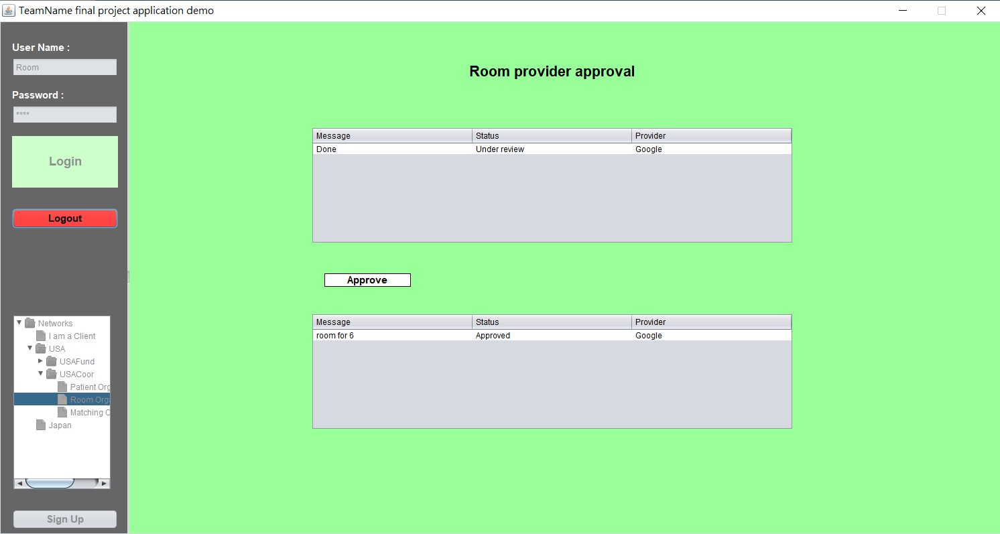 TeamName final project application demo
User Name :
Room
Password :
****
Login
Logout
Networks
I am a Client
USA
USAFund
USACoor
Patient Org
Room Orga
Matching O
Japan
Sign Up
Room provider approval
Message Status Provider
Done Under review Google
Approve
Message Status Provider
room for 6 Approved Google